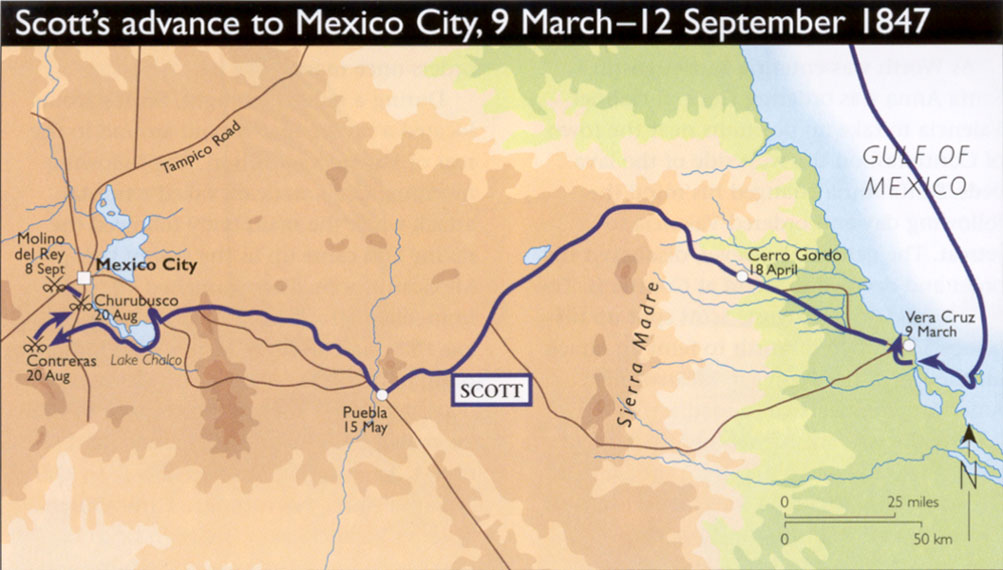 Scott's advance to Mexico City, 9 March–12 September 1847
Tampico Road
GULF OF
MEXICO
Molino
del Rey
8 Sept
Mexico City
Cerro Gordo
18 April
Churubusco
20 Aug
Vera Cruz
9 March
Contreras
20 Aug
Lake Chalco
Sierra Madre
SCOTT
Puebla
15 May
N
0 25 miles
0 50 km